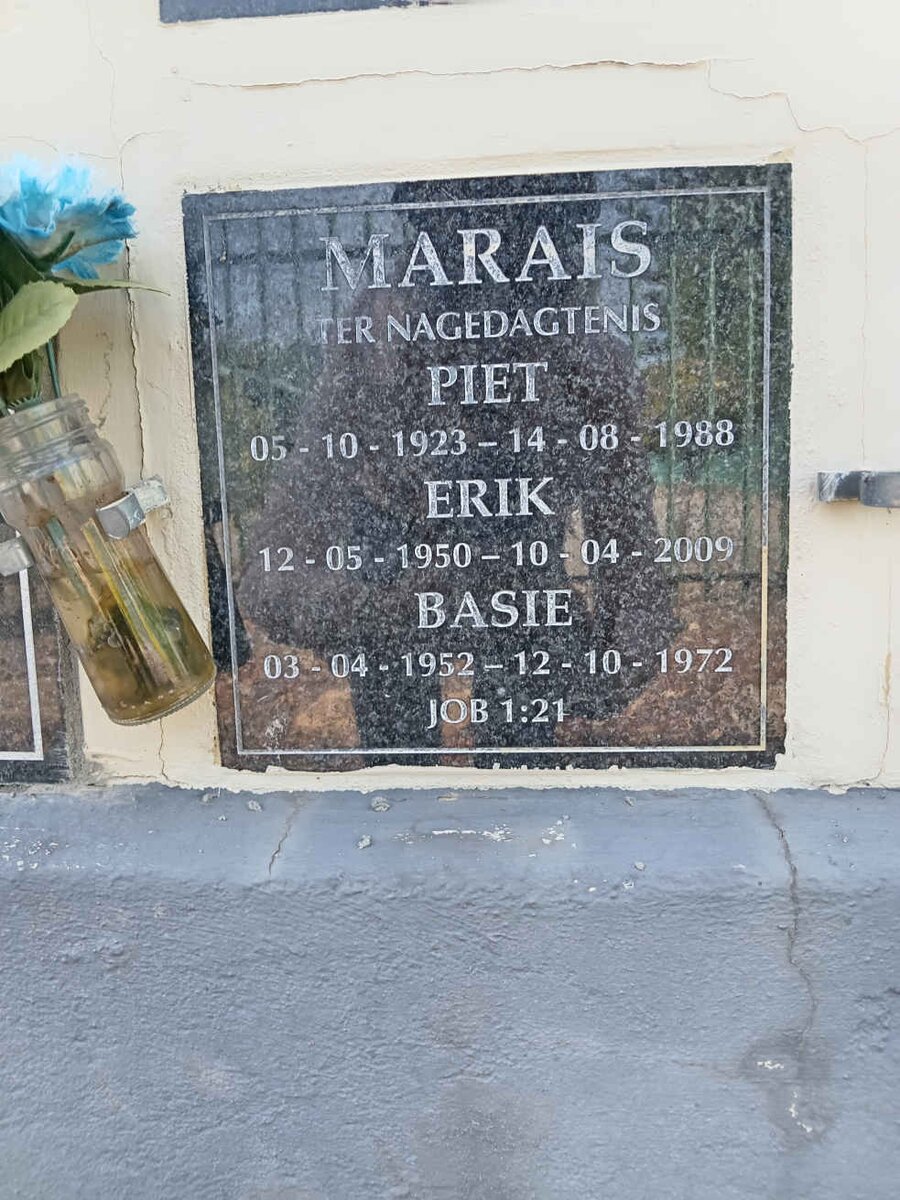 MARAIS
TER NAGEDAGTENIS
PIET
05 - 10 - 1923 – 14 - 08 - 1988
ERIK
12 - 05 - 1950 – 10 - 04 - 2009
BASIE
03 - 04 - 1952 – 12 - 10 - 1972
JOB 1:21